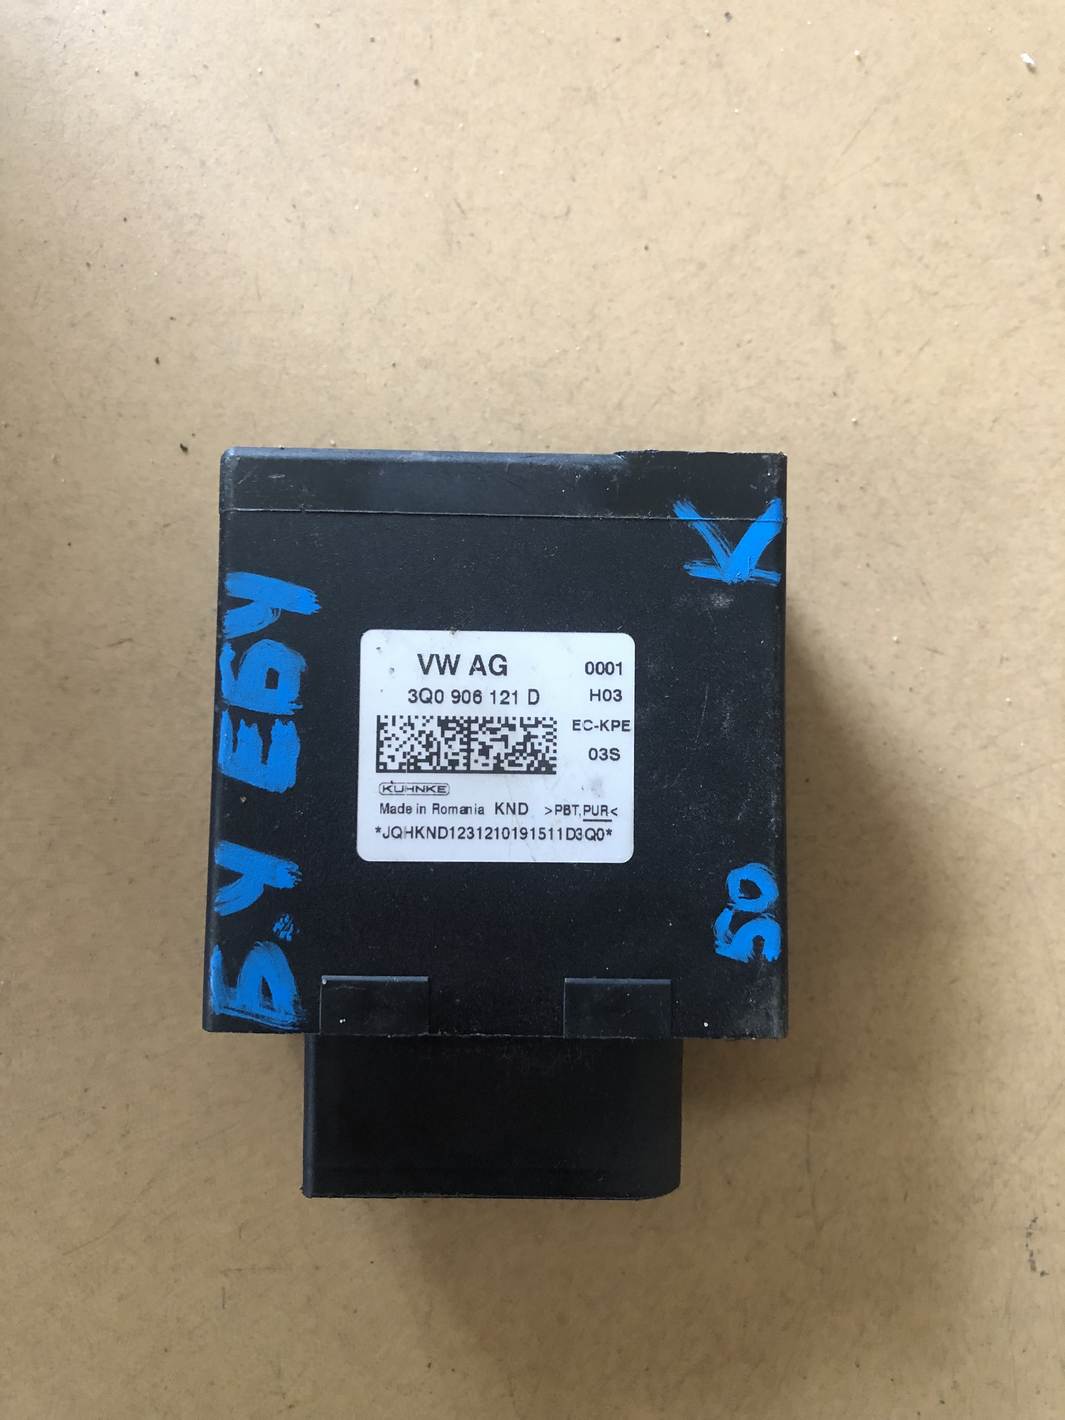 VW AG
0001
3Q0 906 121 D
H03
EC-KPE
03S
KUHNKE
Made in Romania KND >PBT,PUR<
*JQHKND1231210191511D3Q0*
Б.У ЕБУ
50 K